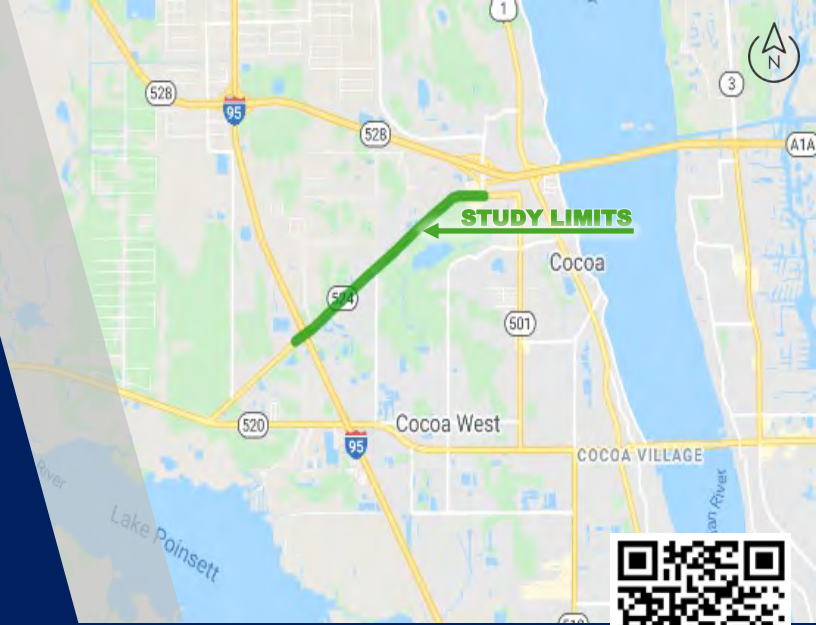 1
N
3
528
95
528
A1A
STUDY LIMITS
Cocoa
524
501
520
Cocoa West
95
COCOA VILLAGE
River
Lake Poinsett
River